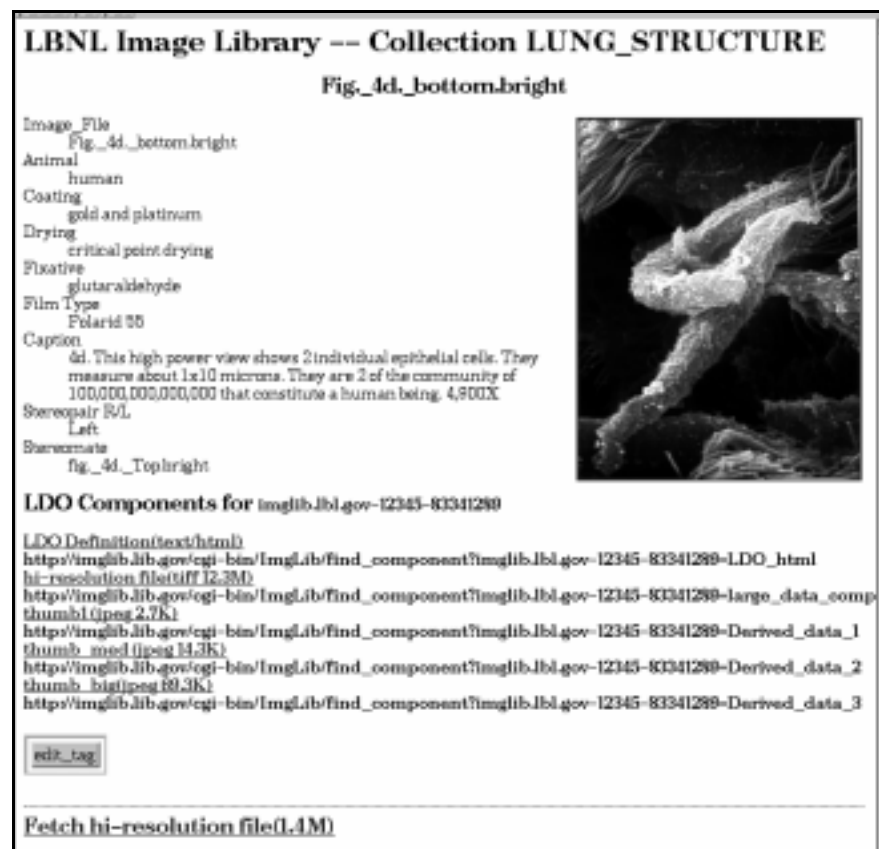 LBNL Image Library -- Collection LUNG_STRUCTURE
Fig._4d._bottom.bright
Image_File
Fig._4d._bottom.bright
Animal
human
Coating
gold and platinum
Drying
critical point drying
Fixative
glutaraldehyde
Film Type
Polarid 55
Caption
4d. This high power view shows 2 individual epithelial cells. They
measure about 1x10 microns. They are 2 of the community of
100,000,000,000,000 that constitute a human being. 4,900X
Stereopair R/L
Left
Stereomate
fig._4d._Top.bright
LDO Components for imglib.lbl.gov-12345-83341289
LDO Definition(text/html)
http://imglib.lib.gov/cgi-bin/ImgLib/find_component?imglib.lbl.gov-12345-83341289=LDO_html
hi-resolution file(tiff 12.3M)
http://imglib.lib.gov/cgi-bin/ImgLib/find_component?imglib.lbl.gov-12345-83341289=large_data_comp
thumb1 (jpeg 2.7K)
http://imglib.lib.gov/cgi-bin/ImgLib/find_component?imglib.lbl.gov-12345-83341289=Derived_data_1
thumb_med (jpeg 14.3K)
http://imglib.lib.gov/cgi-bin/ImgLib/find_component?imglib.lbl.gov-12345-83341289=Derived_data_2
thumb_big(jpeg 89.3K)
http://imglib.lib.gov/cgi-bin/ImgLib/find_component?imglib.lbl.gov-12345-83341289=Derived_data_3
edit_tag
Fetch hi-resolution file(1.4M)